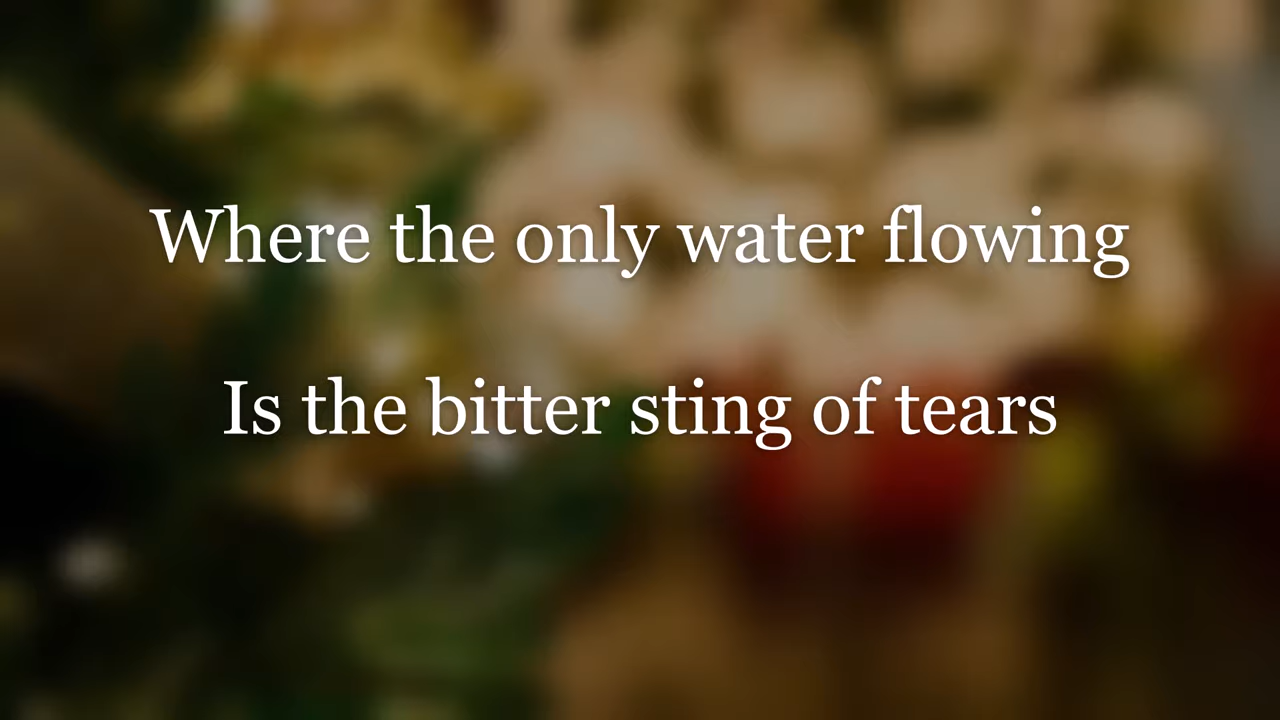 Where the only water flowing
Is the bitter sting of tears